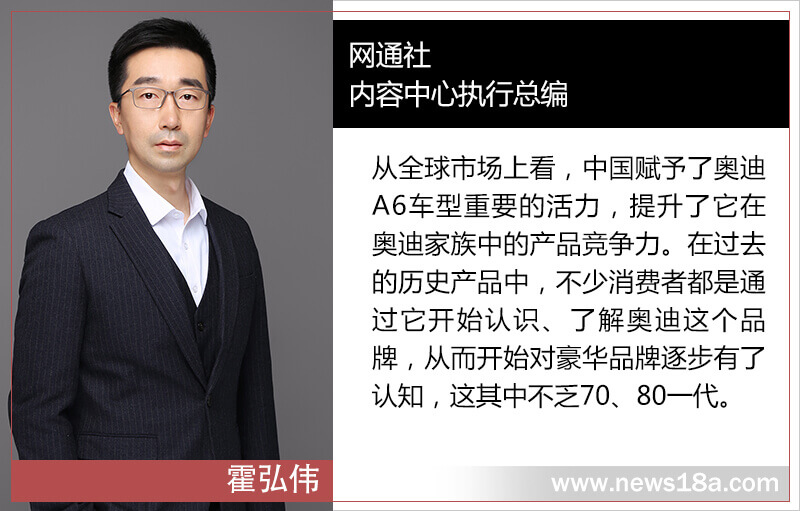 网通社
内容中心执行总编
从全球市场上看，中国赋予了奥迪
A6车型重要的活力，提升了它在
奥迪家族中的产品竞争力。在过去
的历史产品中，不少消费者都是通
过它开始认识、了解奥迪这个品
牌，从而开始对豪华品牌逐步有了
认知，这其中不乏70、80一代。
霍弘伟
www.news18a.com